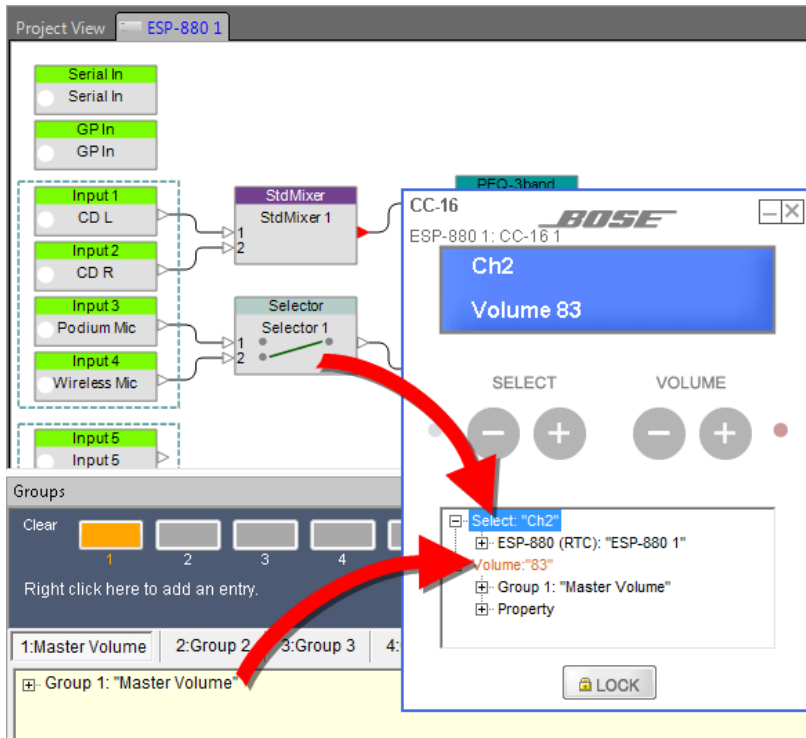 Project View
ESP-880 1
Serial In
Serial In
GP In
GP In
Input 1
CD L
Input 2
CD R
Input 3
Podium Mic
Input 4
Wireless Mic
Input 5
Input 5
StdMixer
StdMixer 1
1
2
Selector
Selector 1
1
2
PEQ-3band
CC-16
BOSE
ESP-880 1: CC-16 1
Ch2
Volume 83
SELECT VOLUME
Select: "Ch2"
ESP-880 (RTC): "ESP-880 1"
Volume:"83"
Group 1: "Master Volume"
Property
LOCK
Groups
Clear
1 2 3 4
Right click here to add an entry.
1:Master Volume 2:Group 2 3:Group 3 4:
Group 1: "Master Volume"